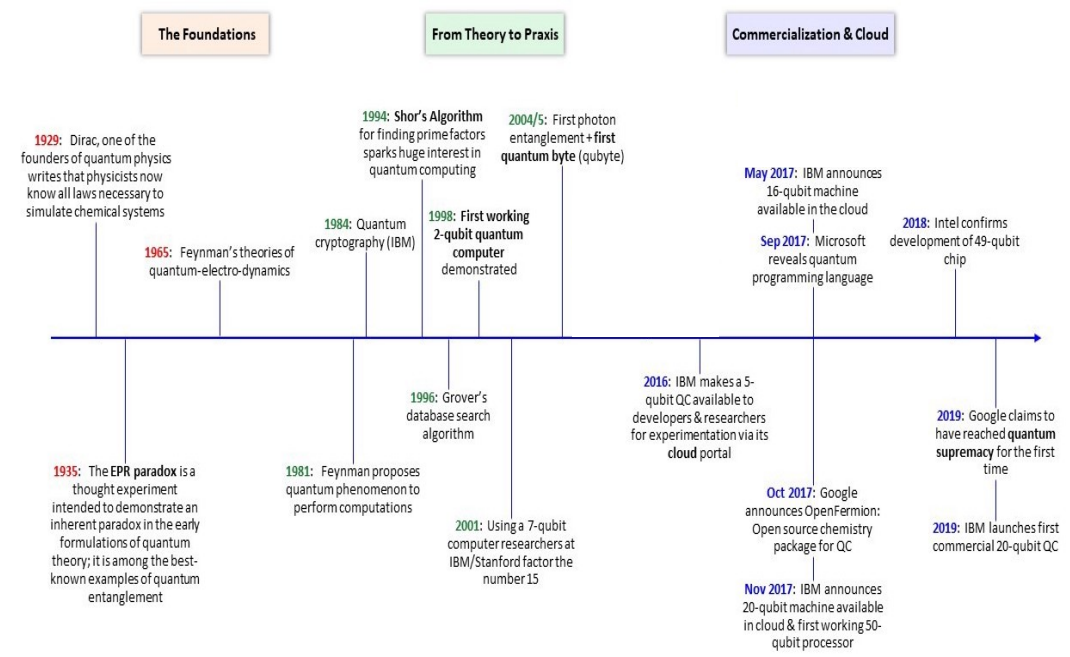 The Foundations
From Theory to Praxis
Commercialization & Cloud
1929: Dirac, one of the
founders of quantum physics
writes that physicists now
know all laws necessary to
simulate chemical systems
1965: Feynman's theories of
quantum-electro-dynamics
1935: The EPR paradox is a
thought experiment
intended to demonstrate an
inherent paradox in the early
formulations of quantum
theory; it is among the best-
known examples of quantum
entanglement
1994: Shor's Algorithm
for finding prime factors
sparks huge interest in
quantum computing
2004/5: First photon
entanglement + first
quantum byte (qubyte)
1984: Quantum
cryptography (IBM)
1998: First working
2-qubit quantum
computer
demonstrated
1996: Grover's
database search
algorithm
1981: Feynman proposes
quantum phenomenon to
perform computations
2001: Using a 7-qubit
computer researchers at
IBM/Stanford factor the
number 15
May 2017: IBM announces
16-qubit machine
available in the cloud
Sep 2017: Microsoft
reveals quantum
programming language
2018: Intel confirms
development of 49-qubit
chip
2016: IBM makes a 5-
qubit QC available to
developers & researchers
for experimentation via its
cloud portal
Oct 2017: Google
announces OpenFermion:
Open source chemistry
package for QC
Nov 2017: IBM announces
20-qubit machine available
in cloud & first working 50-
qubit processor
2019: Google claims to
have reached quantum
supremacy for the first
time
2019: IBM launches first
commercial 20-qubit QC